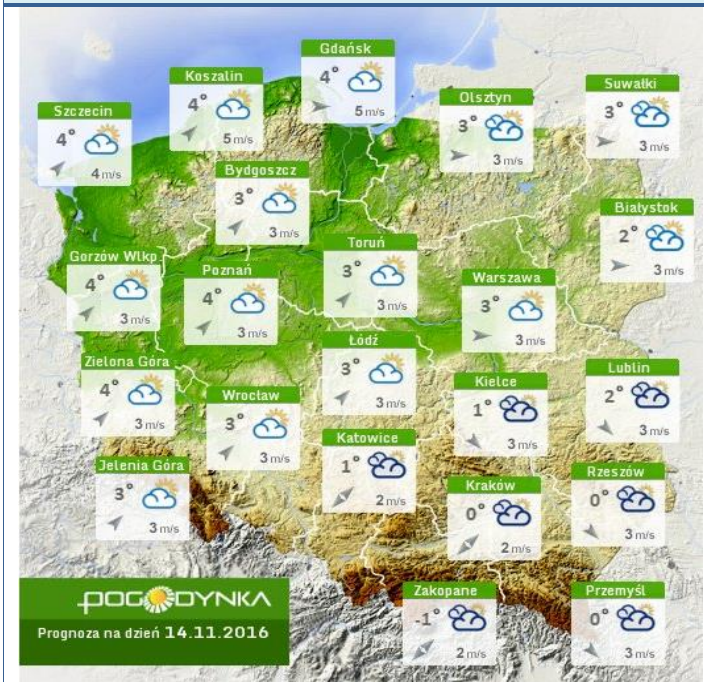 Gdańsk
4°
5 m/s
Koszalin
4°
5 m/s
Szczecin
4°
4 m/s
Olsztyn
3°
3 m/s
Suwałki
3°
3 m/s
Bydgoszcz
3°
3 m/s
Białystok
2°
3 m/s
Gorzów Wlkp.
4°
3 m/s
Poznań
4°
3 m/s
Toruń
3°
3 m/s
Warszawa
3°
3 m/s
Zielona Góra
4°
3 m/s
Wrocław
3°
3 m/s
Łódź
3°
3 m/s
Kielce
1°
3 m/s
Lublin
2°
3 m/s
Jelenia Góra
3°
3 m/s
Katowice
1°
2 m/s
Kraków
0°
2 m/s
Rzeszów
0°
3 m/s
Zakopane
-1°
2 m/s
Przemyśl
0°
3 m/s
POGODYNKA
Prognoza na dzień 14.11.2016